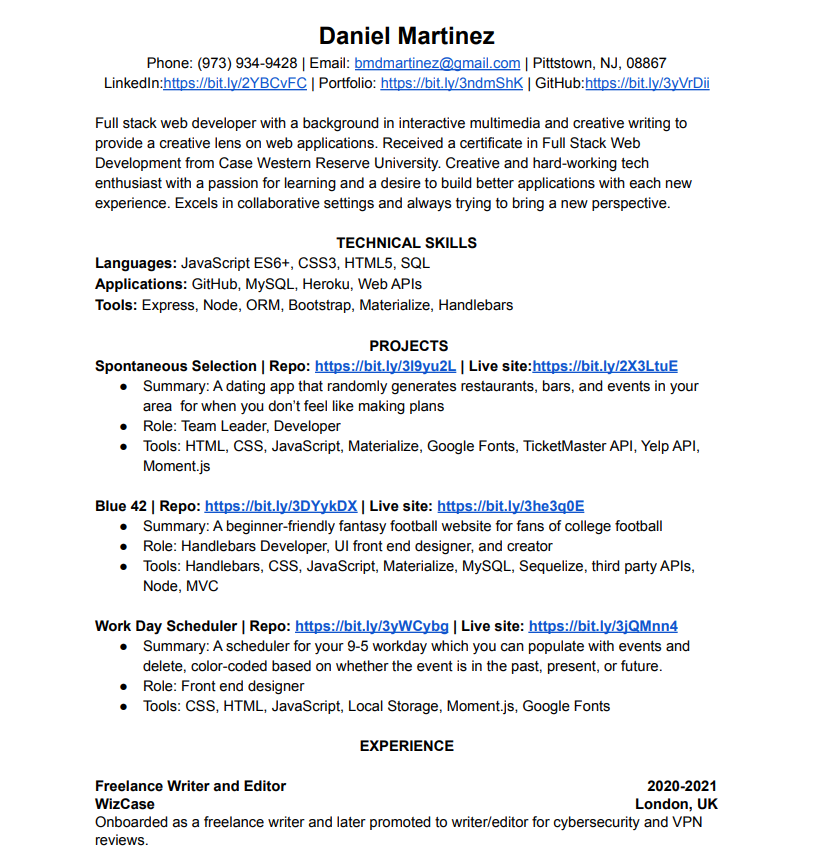 Daniel Martinez
Phone: (973) 934-9428 | Email: bmdmartinez@gmail.com | Pittstown, NJ, 08867
LinkedIn:https://bit.ly/2YBCvFC | Portfolio: https://bit.ly/3ndmShK | GitHub:https://bit.ly/3yVrDii
Full stack web developer with a background in interactive multimedia and creative writing to
provide a creative lens on web applications. Received a certificate in Full Stack Web
Development from Case Western Reserve University. Creative and hard-working tech
enthusiast with a passion for learning and a desire to build better applications with each new
experience. Excels in collaborative settings and always trying to bring a new perspective.
TECHNICAL SKILLS
Languages: JavaScript ES6+, CSS3, HTML5, SQL
Applications: GitHub, MySQL, Heroku, Web APIs
Tools: Express, Node, ORM, Bootstrap, Materialize, Handlebars
PROJECTS
Spontaneous Selection | Repo: https://bit.ly/3l9yu2L | Live site:https://bit.ly/2X3LtuE
● Summary: A dating app that randomly generates restaurants, bars, and events in your
area  for when you don’t feel like making plans
● Role: Team Leader, Developer
● Tools: HTML, CSS, JavaScript, Materialize, Google Fonts, TicketMaster API, Yelp API,
Moment.js
Blue 42 | Repo: https://bit.ly/3DYykDX | Live site: https://bit.ly/3he3q0E
● Summary: A beginner-friendly fantasy football website for fans of college football
● Role: Handlebars Developer, UI front end designer, and creator
● Tools: Handlebars, CSS, JavaScript, Materialize, MySQL, Sequelize, third party APIs,
Node, MVC
Work Day Scheduler | Repo: https://bit.ly/3yWCybg | Live site: https://bit.ly/3jQMnn4
● Summary: A scheduler for your 9-5 workday which you can populate with events and
delete, color-coded based on whether the event is in the past, present, or future.
● Role: Front end designer
● Tools: CSS, HTML, JavaScript, Local Storage, Moment.js, Google Fonts
EXPERIENCE
Freelance Writer and Editor 2020-2021
WizCase London, UK
Onboarded as a freelance writer and later promoted to writer/editor for cybersecurity and VPN
reviews.